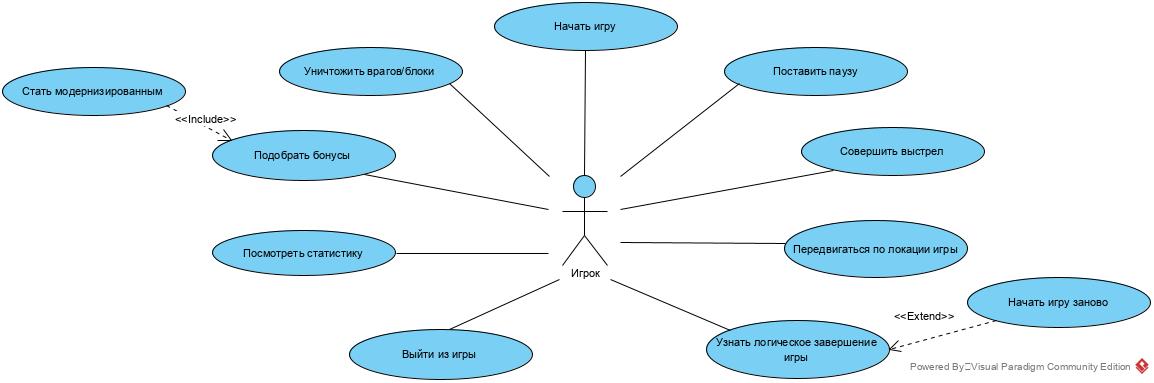 Начать игру
Уничтожить врагов/блоки
Поставить паузу
Стать модернизированным
<<Include>>
Подобрать бонусы
Совершить выстрел
Посмотреть статистику
Передвигаться по локации игры
Игрок
Начать игру заново
<<Extend>>
Узнать логическое завершение
игры
Выйти из игры
Powered By Visual Paradigm Community Edition